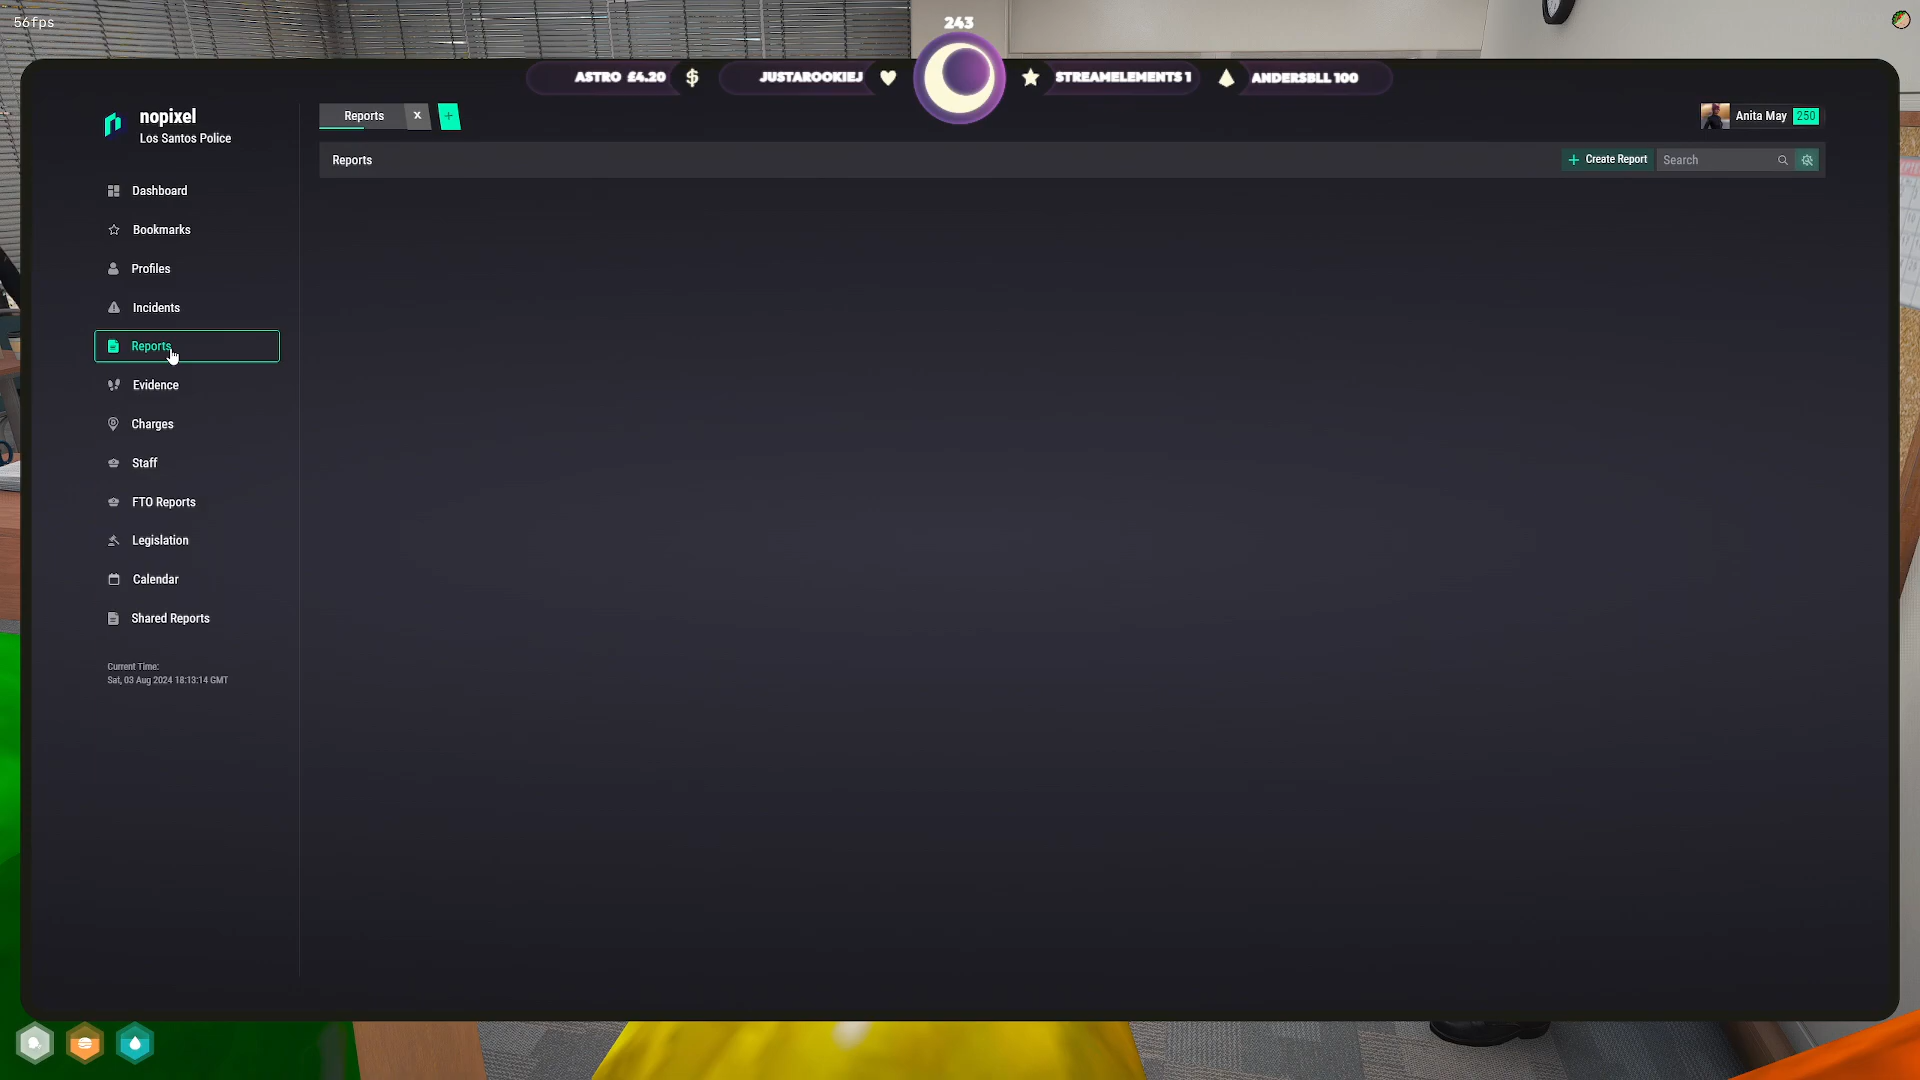 56fps
243
ASTRO £4.20
JUSTAROOKIEJ
STREAMELEMENTS 1
ANDERSBLL 100
nopixel
Los Santos Police
Reports x +
Anita May 250
Reports
+ Create Report
Search
Dashboard
Bookmarks
Profiles
Incidents
Reports
Evidence
Charges
Staff
FTO Reports
Legislation
Calendar
Shared Reports
Current Time:
Sat, 03 Aug 2024 18:13:14 GMT